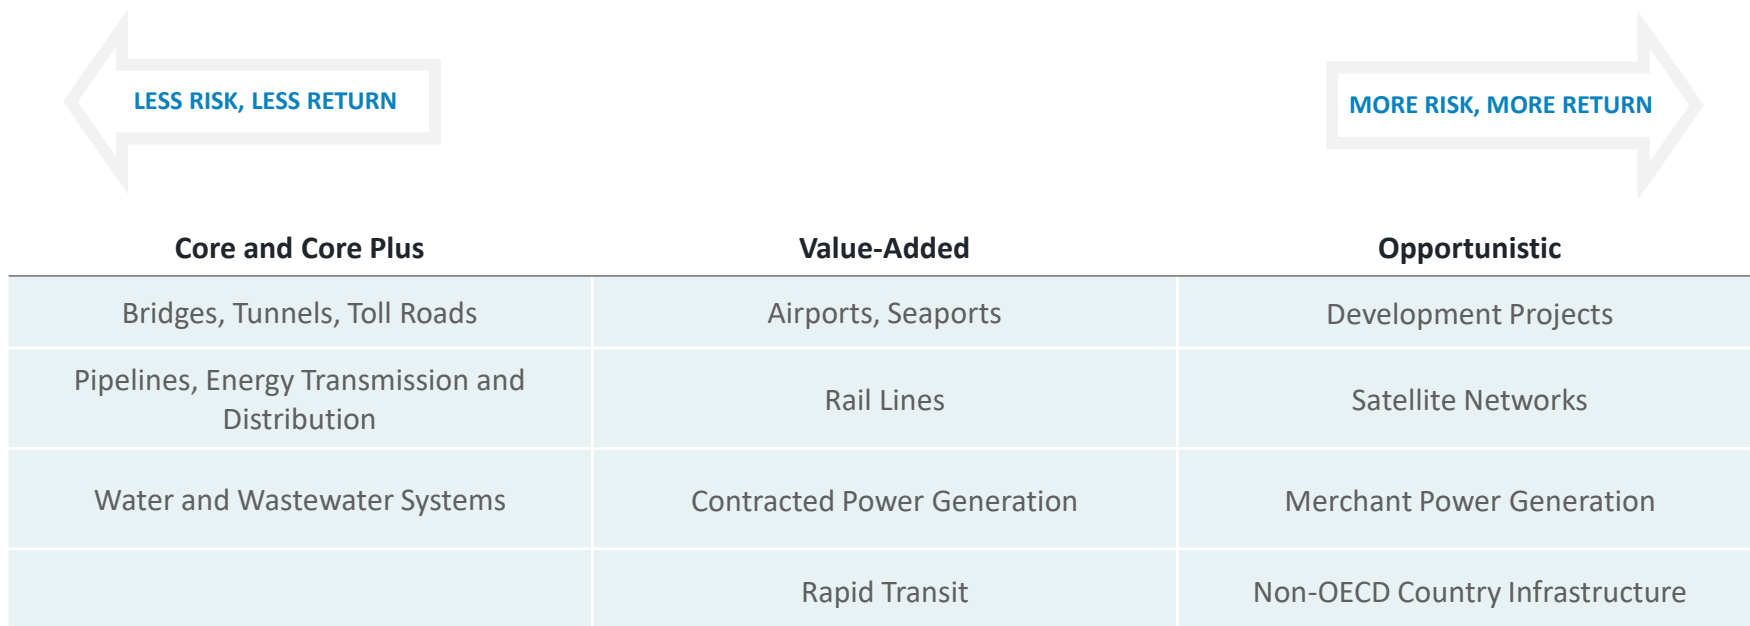 LESS RISK, LESS RETURN
MORE RISK, MORE RETURN
Core and Core Plus
Value-Added
Opportunistic
Bridges, Tunnels, Toll Roads
Airports, Seaports
Development Projects
Pipelines, Energy Transmission and
Distribution
Rail Lines
Satellite Networks
Water and Wastewater Systems
Contracted Power Generation
Merchant Power Generation
Rapid Transit
Non-OECD Country Infrastructure